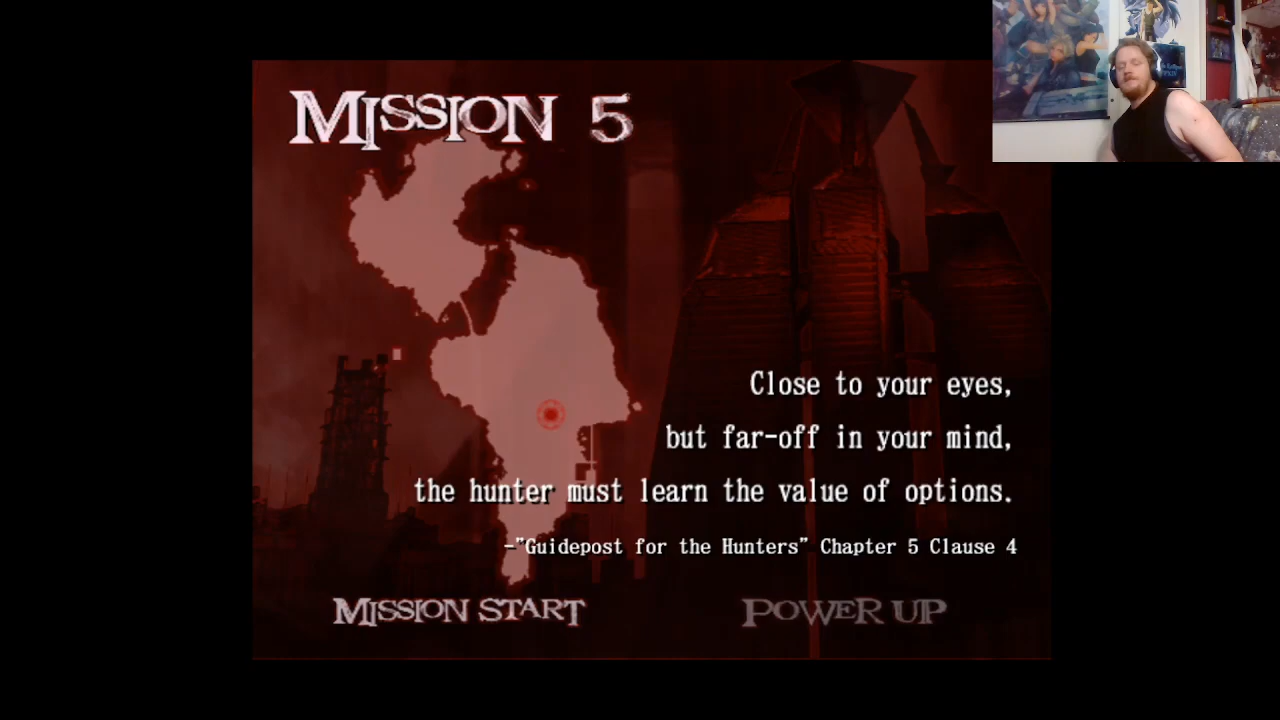 MISSION 5
Close to your eyes,
but far-off in your mind,
the hunter must learn the value of options.
-"Guidepost for the Hunters" Chapter 5 Clause 4
MISSION START
POWER UP